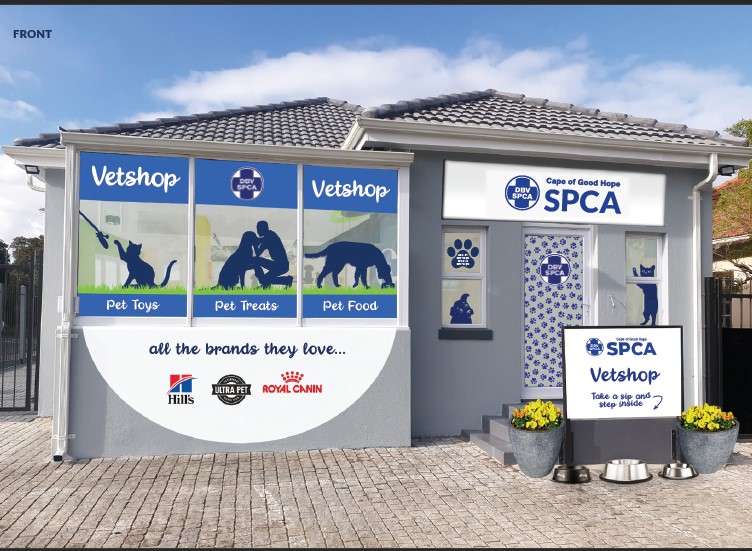 FRONT
Vetshop
DBV
SPCA
Vetshop
Pet Toys
Pet Treats
Pet Food
all the brands they love...
Hill's
ULTRA PET
ROYAL CANIN
DBV
SPCA
Cape of Good Hope
SPCA
DBV
SPCA
DBV
SPCA
Cape of Good Hope
SPCA
Vetshop
Take a sip and
step inside